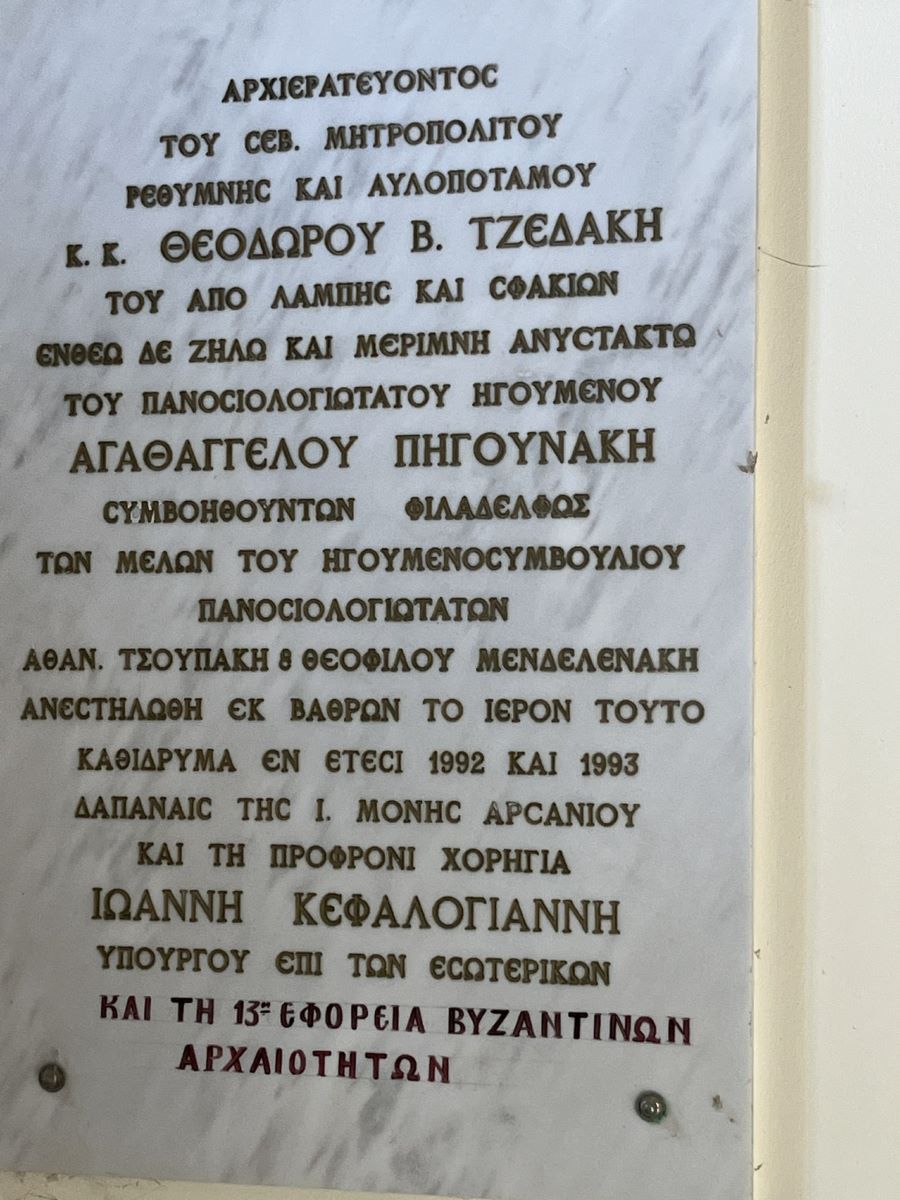 ΑΡΧΙΕΡΑΤΕΥΟΝΤΟϹ
ΤΟΥ ϹΕΒ. ΜΗΤΡΟΠΟΛΙΤΟΥ
ΡΕΘΥΜΝΗϹ ΚΑΙ ΑΥΛΟΠΟΤΑΜΟΥ
Κ. Κ. ΘΕΟΔΩΡΟΥ Β. ΤΖΕΔΑΚΗ
ΤΟΥ ΑΠΟ ΛΑΜΠΗϹ ΚΑΙ ϹΦΑΚΙΩΝ
ΕΝΘΕΩ ΔΕ ΖΗΛΩ ΚΑΙ ΜΕΡΙΜΝΗ ΑΝΥϹΤΑΚΤΩ
ΤΟΥ ΠΑΝΟϹΙΟΛΟΓΙΩΤΑΤΟΥ ΗΓΟΥΜΕΝΟΥ
ΑΓΑΘΑΓΓΕΛΟΥ ΠΗΓΟΥΝΑΚΗ
ϹΥΜΒΟΗΘΟΥΝΤΩΝ ΦΙΛΑΔΕΛΦΩΣ
ΤΩΝ ΜΕΛΩΝ ΤΟΥ ΗΓΟΥΜΕΝΟϹΥΜΒΟΥΛΙΟΥ
ΠΑΝΟϹΙΟΛΟΓΙΩΤΑΤΩΝ
ΑΘΑΝ. ΤΣΟΥΠΑΚΗ & ΘΕΟΦΙΛΟΥ ΜΕΝΔΕΛΕΝΑΚΗ
ΑΝΕϹΤΗΛΩΘΗ ΕΚ ΒΑΘΡΩΝ ΤΟ ΙΕΡΟΝ ΤΟΥΤΟ
ΚΑΘΙΔΡΥΜΑ ΕΝ ΕΤΕϹΙ 1992 ΚΑΙ 1993
ΔΑΠΑΝΑΙϹ ΤΗϹ Ι. ΜΟΝΗϹ ΑΡϹΑΝΙΟΥ
ΚΑΙ ΤΗ ΠΡΟΦΡΟΝΙ ΧΟΡΗΓΙΑ
ΙΩΑΝΝΗ ΚΕΦΑΛΟΓΙΑΝΝΗ
ΥΠΟΥΡΓΟΥ ΕΠΙ ΤΩΝ ΕϹΩΤΕΡΙΚΩΝ
ΚΑΙ ΤΗ 13ῃ ΕΦΟΡΕΙΑ ΒΥΖΑΝΤΙΝΩΝ
ΑΡΧΑΙΟΤΗΤΩΝ